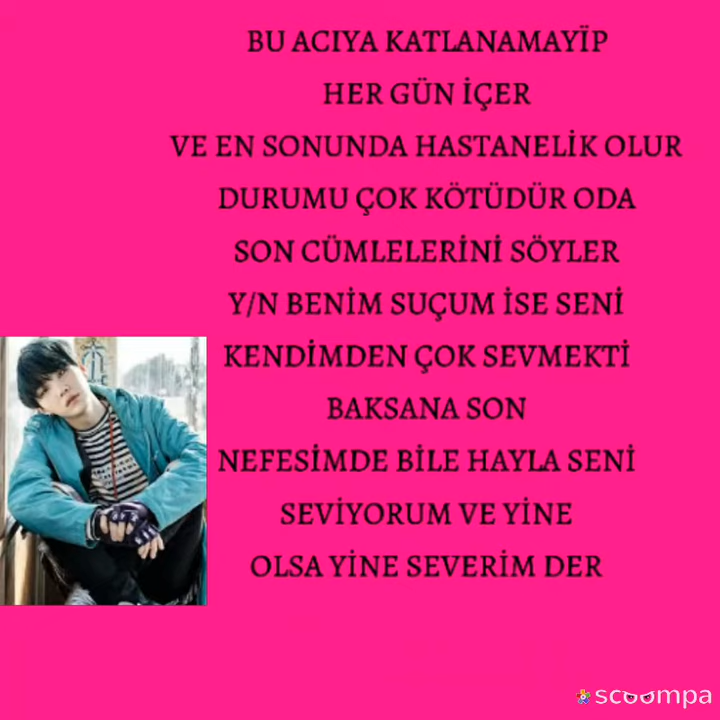 BU ACIYA KATLANAMAYÏP
HER GÜN İÇER
VE EN SONUNDA HASTANELİK OLUR
DURUMU ÇOK KÖTÜDÜR ODA
SON CÜMLELERİNİ SÖYLER
Y/N BENİM SUÇUM İSE SENİ
KENDİMDEN ÇOK SEVMEKTİ
BAKSANA SON
NEFESİMDE BİLE HAYLA SENİ
SEVİYORUM VE YİNE
OLSA YİNE SEVERİM DER
scoompa